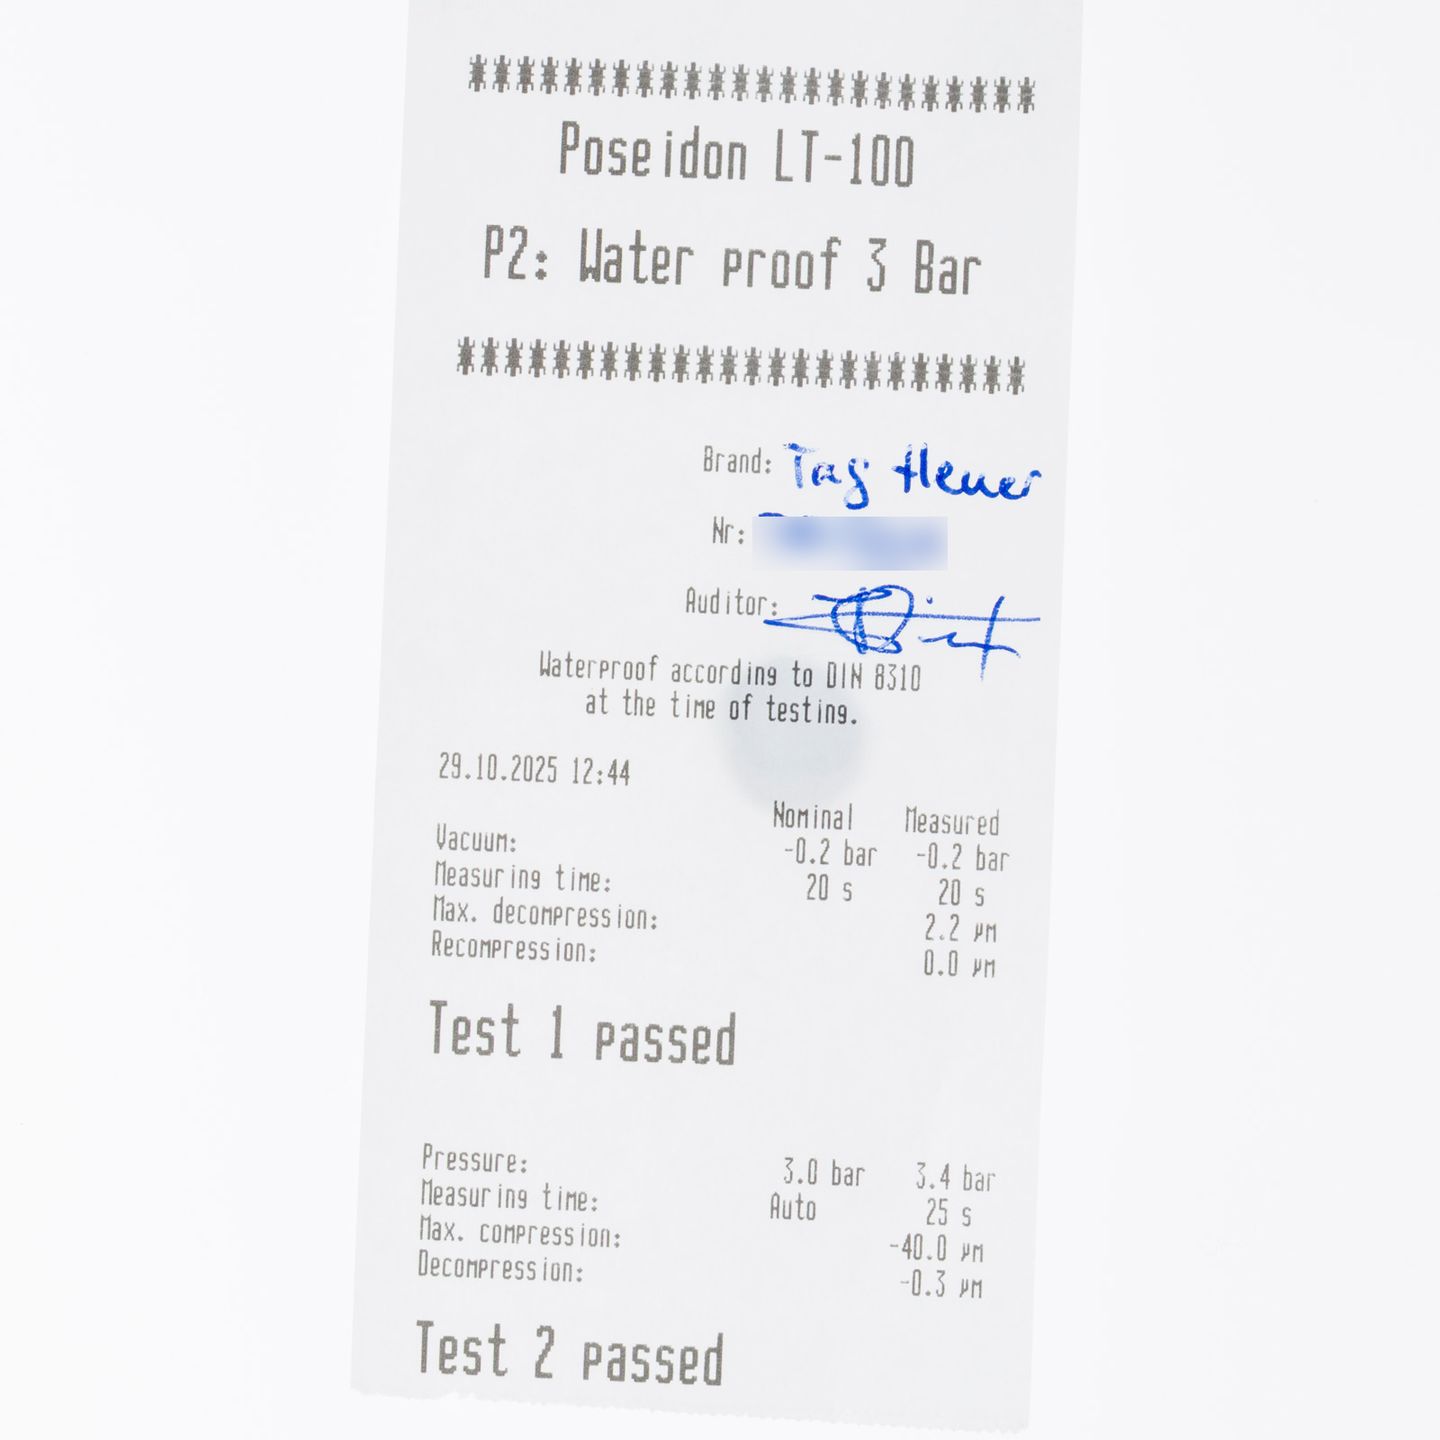 Poseidon LT-100
P2: Water proof 3 Bar
Brand: Tag Heuer
Nr:
Auditor:
Waterproof according to DIN 8310
at the time of testing.
29.10.2025 12:44
Nominal Measured
Vacuum: -0.2 bar -0.2 bar
Measuring time: 20 s 20 s
Max. decompression: 2.2 µm
Recompression: 0.0 µm
Test 1 passed
Pressure: 3.0 bar 3.4 bar
Measuring time: Auto 25 s
Max. compression: -40.0 µm
Decompression: -0.3 µm
Test 2 passed